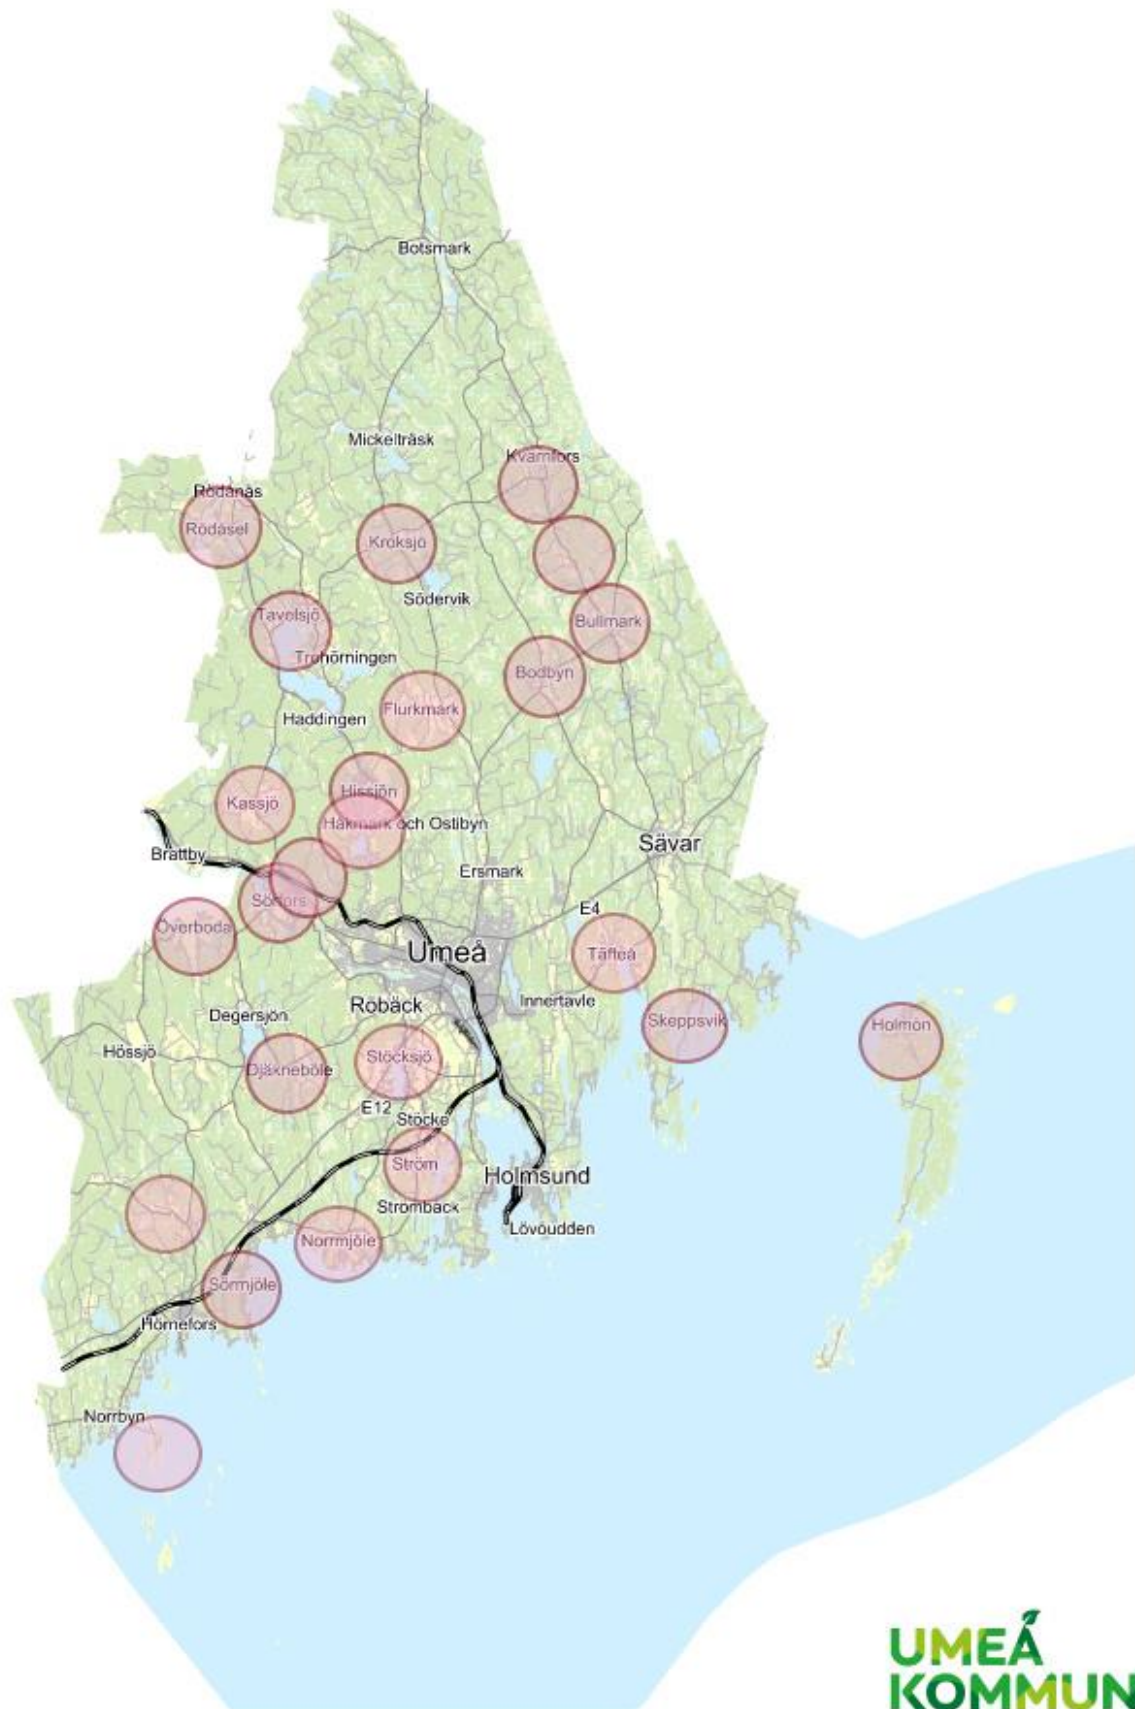 Botsmark
Mickelträsk
Kvarnfors
Rödånäs
Rödåsel
Kroksjö
Södervik
Tavelsjö
Bullmark
Trehörningen
Bodbyn
Flurkmark
Haddingen
Hissjön
Kassjö
Håkmark och Ostibyn
Sävar
Brattby
Ersmark
Sörfors
E4
Överboda
Umeå
Täfteå
Innertavle
Röbäck
Degersjön
Skeppsvik
Holmön
Hössjö
Stöcksjö
Djäkneböle
E12
Stöcke
Ström
Holmsund
Strömbäck
Lövöudden
Norrmjöle
Sörmjöle
Hörnefors
Norrbyn
UMEÅ
KOMMUN